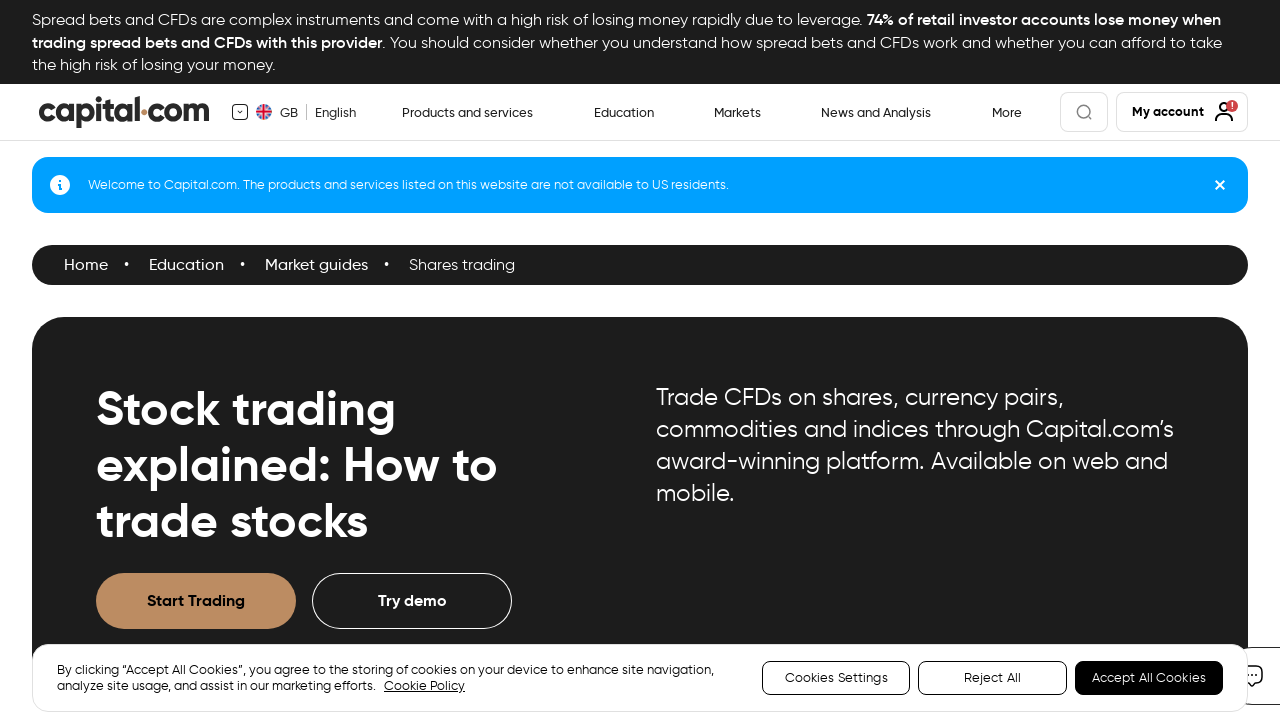 Spread bets and CFDs are complex instruments and come with a high risk of losing money rapidly due to leverage. 74% of retail investor accounts lose money when
trading spread bets and CFDs with this provider. You should consider whether you understand how spread bets and CFDs work and whether you can afford to take
the high risk of losing your money.
capital.com GB English Products and services Education Markets News and Analysis More My account !
Welcome to Capital.com. The products and services listed on this website are not available to US residents.
Home • Education • Market guides • Shares trading
Stock trading
explained: How to
trade stocks
Trade CFDs on shares, currency pairs,
commodities and indices through Capital.com’s
award-winning platform. Available on web and
mobile.
Start Trading Try demo
By clicking “Accept All Cookies”, you agree to the storing of cookies on your device to enhance site navigation,
analyze site usage, and assist in our marketing efforts. Cookie Policy
Cookies Settings Reject All Accept All Cookies